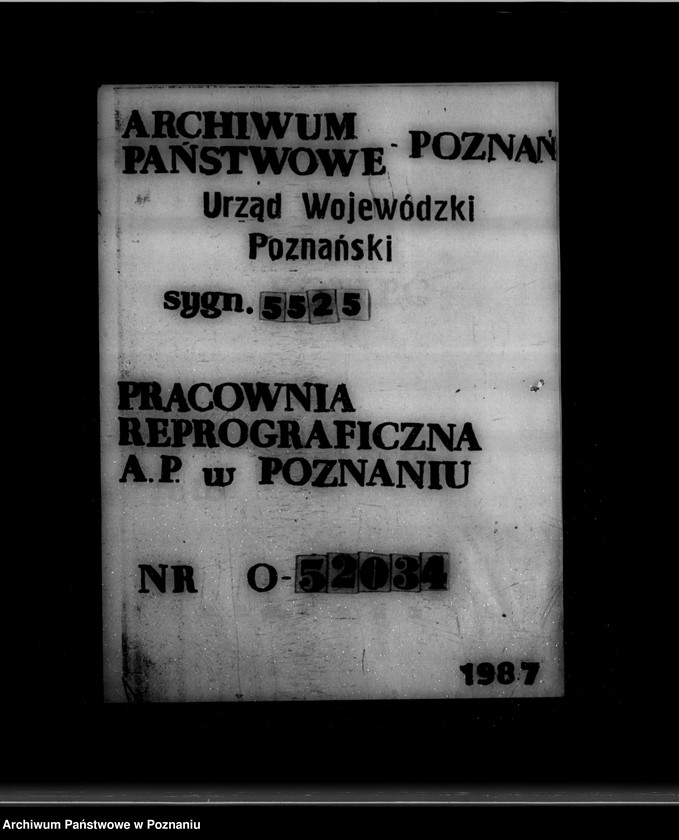 ARCHIWUM
PAŃSTWOWE - POZNAŃ
Urząd Wojewódzki
Poznański
sygn. 5525
PRACOWNIA
REPROGRAFICZNA
A.P. w POZNANIU
NR O-52034
1987
Archiwum Państwowe w Poznaniu